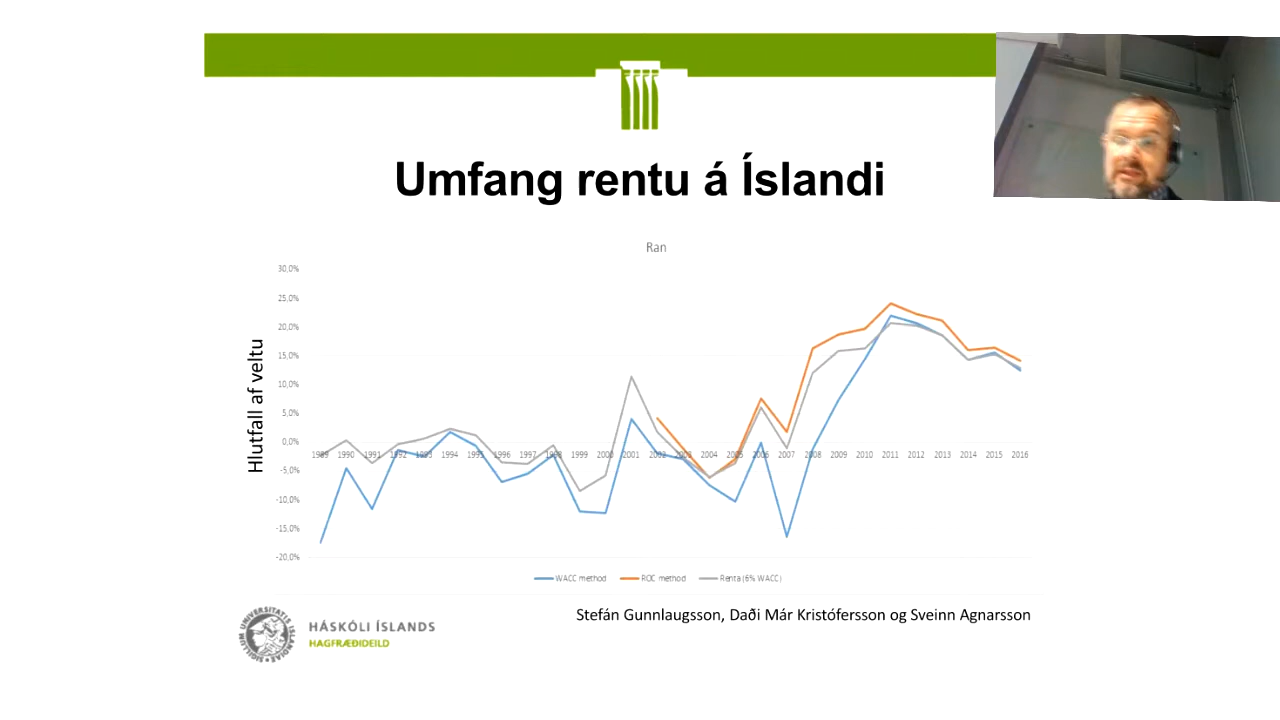 Umfang rentu á Íslandi
Ran
Hlutfall af veltu
30,0%
25,0%
20,0%
15,0%
10,0%
5,0%
0,0%
-5,0%
-10,0%
-15,0%
-20,0%
1989 1990 1991 1992 1993 1994 1995 1996 1997 1998 1999 2000 2001 2002 2003 2004 2005 2006 2007 2008 2009 2010 2011 2012 2013 2014 2015 2016
WACC method ROC method Renta (6% WACC)
Stefán Gunnlaugsson, Daði Már Kristófersson og Sveinn Agnarsson
HÁSKÓLI ÍSLANDS
HAGFRÆÐIDEILD